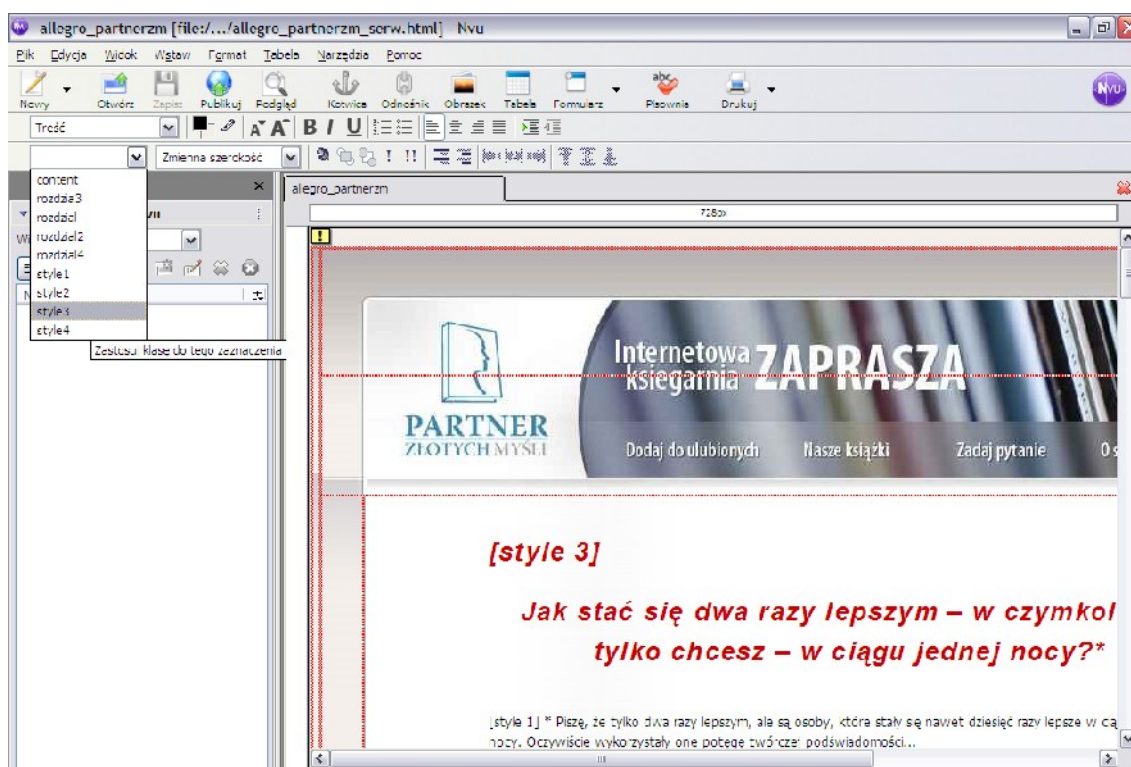 allegro_partnerzm [file:/.../allegro_partnerzm_serw.html] Nvu
Plik Edycja Widok Wstaw Format Tabela Narzędzia Pomoc
Nowy Otwórz Zapisz Publikuj Podgląd Kotwica Odnośnik Obrazek Tabela Formularz Pisownia Drukuj
abc
NVU
Treść
A A B I U
Zmienna szerokość
content
rozdzia3
rozdzial
rozdzial2
rozdzial4
style1
style2
style3
style4
Zastosuj klasę do tego zaznaczenia
alegro_partnerzm
728px
PARTNER
ZŁOTYCH MYŚLI
Internetowa
księgarnia
ZAPRASZA
Dodaj do ulubionych Nasze książki Zadaj pytanie O s
[style 3]
Jak stać się dwa razy lepszym – w czymkol
tylko chcesz – w ciągu jednej nocy?*
[style 1] * Piszę, że tylko dwa razy lepszym, ale są osoby, które stały się nawet dziesięć razy lepsze w cią
nocy. Oczywiście wykorzystały one potęgę twórczej podświadomości...